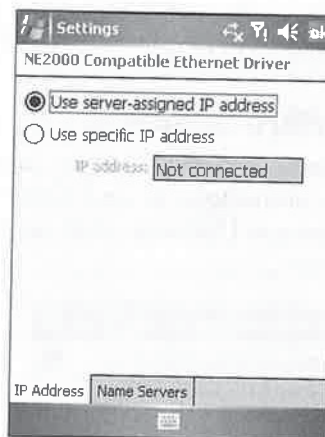 Settings
ok
NE2000 Compatible Ethernet Driver
Use server-assigned IP address
Use specific IP address
IP address: Not connected
IP Address Name Servers